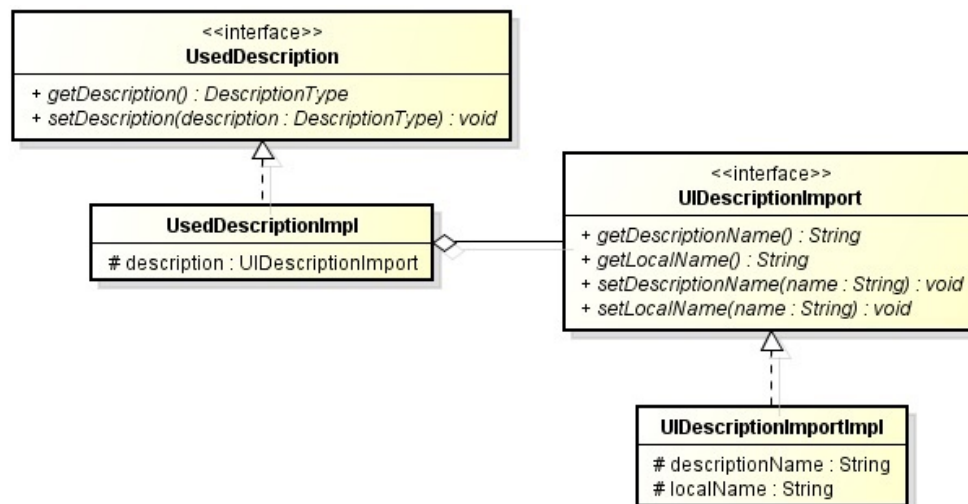 <<interface>>
UsedDescription
+ getDescription() : DescriptionType
+ setDescription(description : DescriptionType) : void
UsedDescriptionImpl
# description : UIDescriptionImport
<<interface>>
UIDescriptionImport
+ getDescriptionName() : String
+ getLocalName() : String
+ setDescriptionName(name : String) : void
+ setLocalName(name : String) : void
UIDescriptionImportImpl
# descriptionName : String
# localName : String